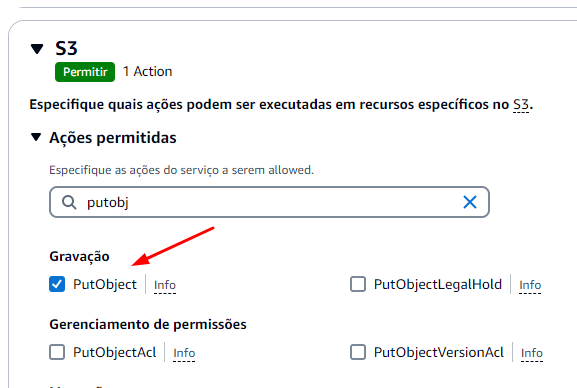 S3
Permitir 1 Action
Especifique quais ações podem ser executadas em recursos específicos no S3.
Ações permitidas
Especifique as ações do serviço a serem allowed.
putobj
Gravação
PutObject Info PutObjectLegalHold Info
Gerenciamento de permissões
PutObjectAcl Info PutObjectVersionAcl Info